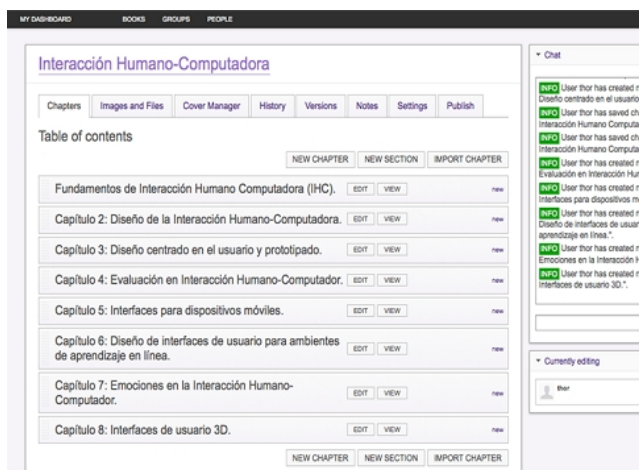 MY DASHBOARD BOOKS GROUPS PEOPLE
Interacción Humano-Computadora
Chapters Images and Files Cover Manager History Versions Notes Settings Publish
Table of contents
NEW CHAPTER NEW SECTION IMPORT CHAPTER
Fundamentos de Interacción Humano Computadora (IHC). EDIT VIEW new
Capítulo 2: Diseño de la Interacción Humano-Computadora. EDIT VIEW new
Capítulo 3: Diseño centrado en el usuario y prototipado. EDIT VIEW new
Capítulo 4: Evaluación en Interacción Humano-Computador. EDIT VIEW new
Capítulo 5: Interfaces para dispositivos móviles. EDIT VIEW new
Capítulo 6: Diseño de interfaces de usuario para ambientes
de aprendizaje en línea. EDIT VIEW new
Capítulo 7: Emociones en la Interacción Humano-
Computador. EDIT VIEW new
Capítulo 8: Interfaces de usuario 3D. EDIT VIEW new
NEW CHAPTER NEW SECTION IMPORT CHAPTER
Chat
INFO User thor has created
Diseño centrado en el usuario
INFO User thor has saved
Interacción Humano
INFO User thor has saved
Interacción Humano
INFO User thor has created
Evaluación en Interacción
INFO User thor has created
Interfaces para dispositivos
INFO User thor has created
Diseño de interfaces de
aprendizaje en línea.".
INFO User thor has created
Emociones en la Interacción
INFO User thor has created
Interfaces de usuario 3D.".
Currently editing
thor